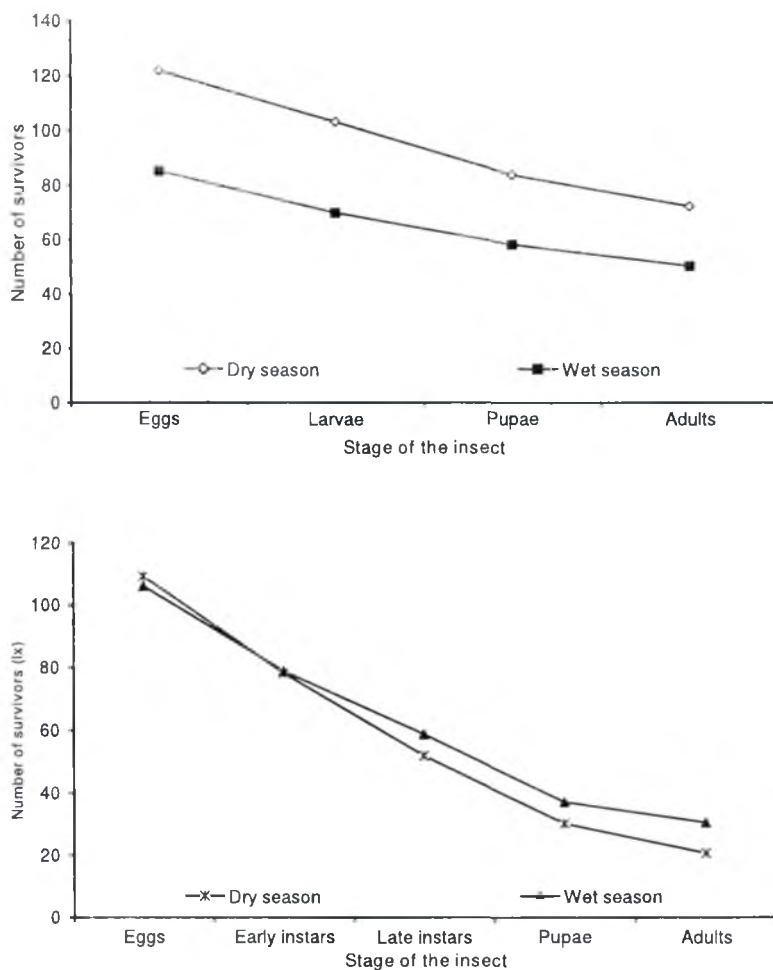 140
120
100
80
60
40
20
0
Number of survivors
Dry season
Wet season
Eggs
Larvae
Pupae
Adults
Stage of the insect
120
100
80
60
40
20
0
Number of survivors (lx)
Dry season
Wet season
Eggs
Early instars
Late instars
Pupae
Adults
Stage of the insect